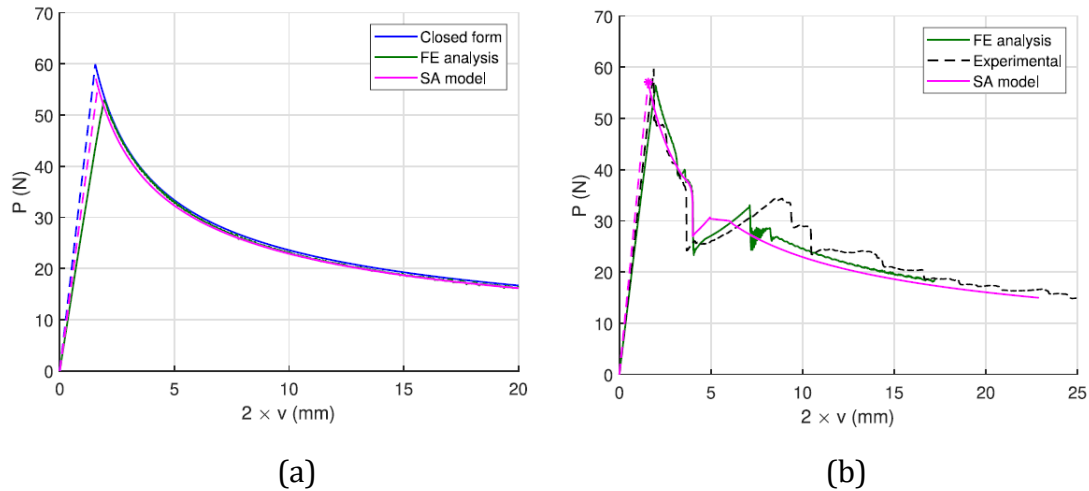 70
60
50
40
30
20
10
0
P (N)
Closed form
FE analysis
SA model
0 5 10 15 20
2 × v (mm)
(a)
70
60
50
40
30
20
10
0
P (N)
FE analysis
Experimental
SA model
0 5 10 15 20 25
2 × v (mm)
(b)